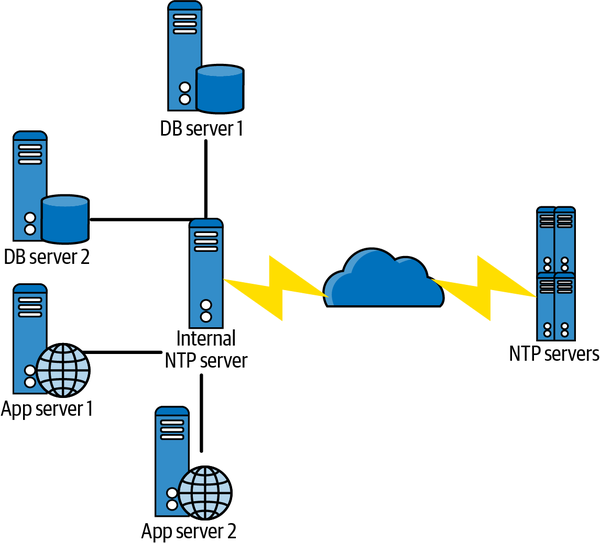 DB server 1
DB server 2
Internal
NTP server
NTP servers
App server 1
App server 2